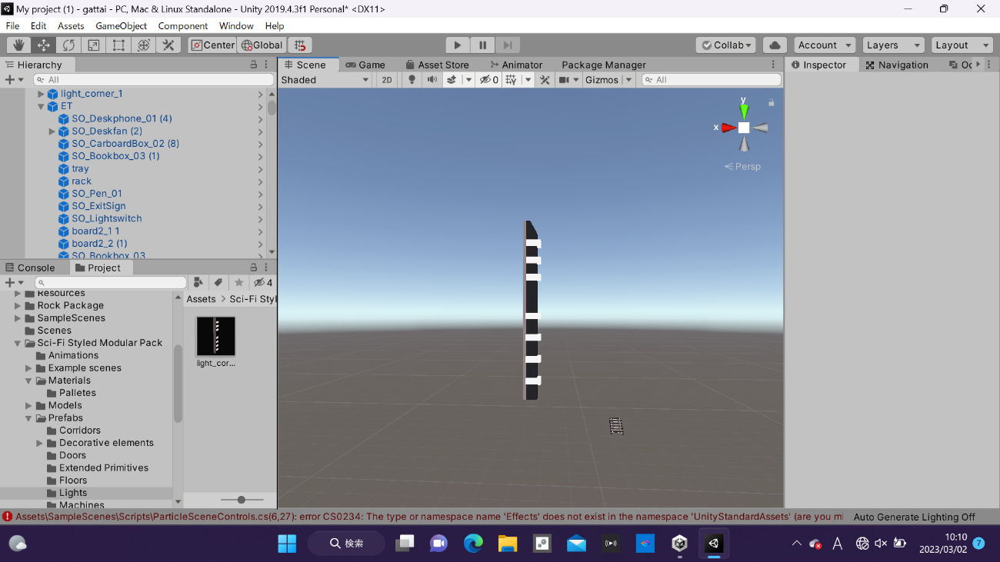 My project (1) - gattai - PC, Mac & Linux Standalone - Unity 2019.4.3f1 Personal* <DX11>
File Edit Assets GameObject Component Window Help
Center Global Collab Account Layers Layout
Hierarchy Scene Game Asset Store Animator Package Manager Inspector Navigation Oc
All Shaded 2D 0 Gizmos All
light_corner_1
ET
SO_Deskphone_01 (4)
SO_Deskfan (2)
SO_CarboardBox_02 (8)
SO_Bookbox_03 (1)
tray
rack
SO_Pen_01
SO_ExitSign
SO_Lightswitch
board2_1 1
board2_2 (1)
SO_Bookbox_03
y
x
Persp
Console Project
4
Resources
Rock Package
SampleScenes
Scenes
Sci-Fi Styled Modular Pack
Animations
Example scenes
Materials
Palletes
Models
Prefabs
Corridors
Decorative elements
Doors
Extended Primitives
Floors
Lights
Machines
Assets > Sci-Fi Styl
light_cor...
Assets\SampleScenes\Scripts\ParticleSceneControls.cs(6,27): error CS0234: The type or namespace name 'Effects' does not exist in the namespace 'UnityStandardAssets' (are you mi
Auto Generate Lighting Off
検索
A
10:10
2023/03/02
7